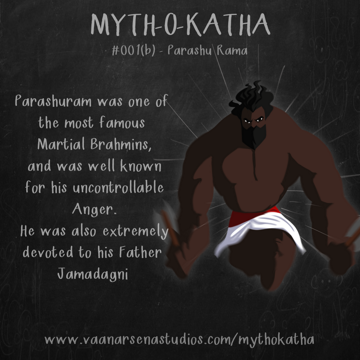 MYTH-O-KATHA
#001(b) - Parashu Rama
Parashuram was one of
the most famous
Martial Brahmins,
and was well known
for his uncontrollable
Anger.
He was also extremely
devoted to his Father
Jamadagni
www.vaanarsenastudios.com/mythokatha